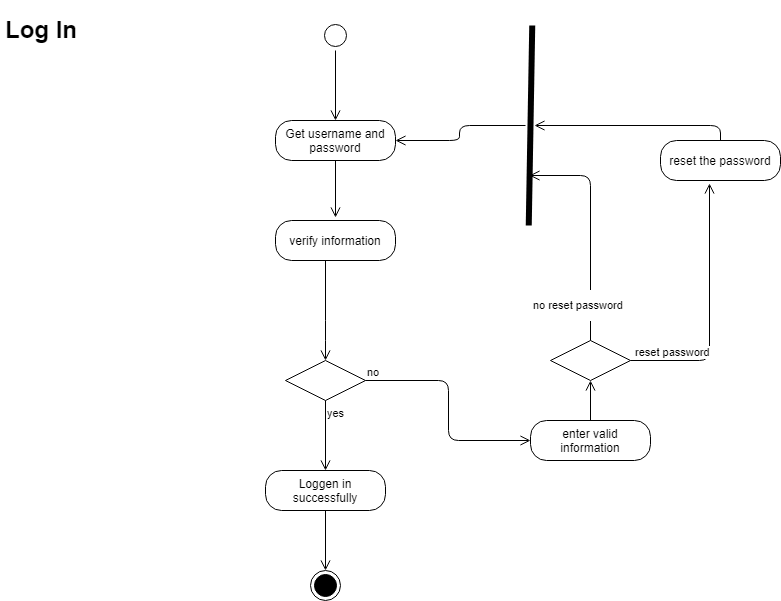 Log In
Get username and
password
reset the password
verify information
no reset password
reset password
no
yes
enter valid
information
Loggen in
successfully